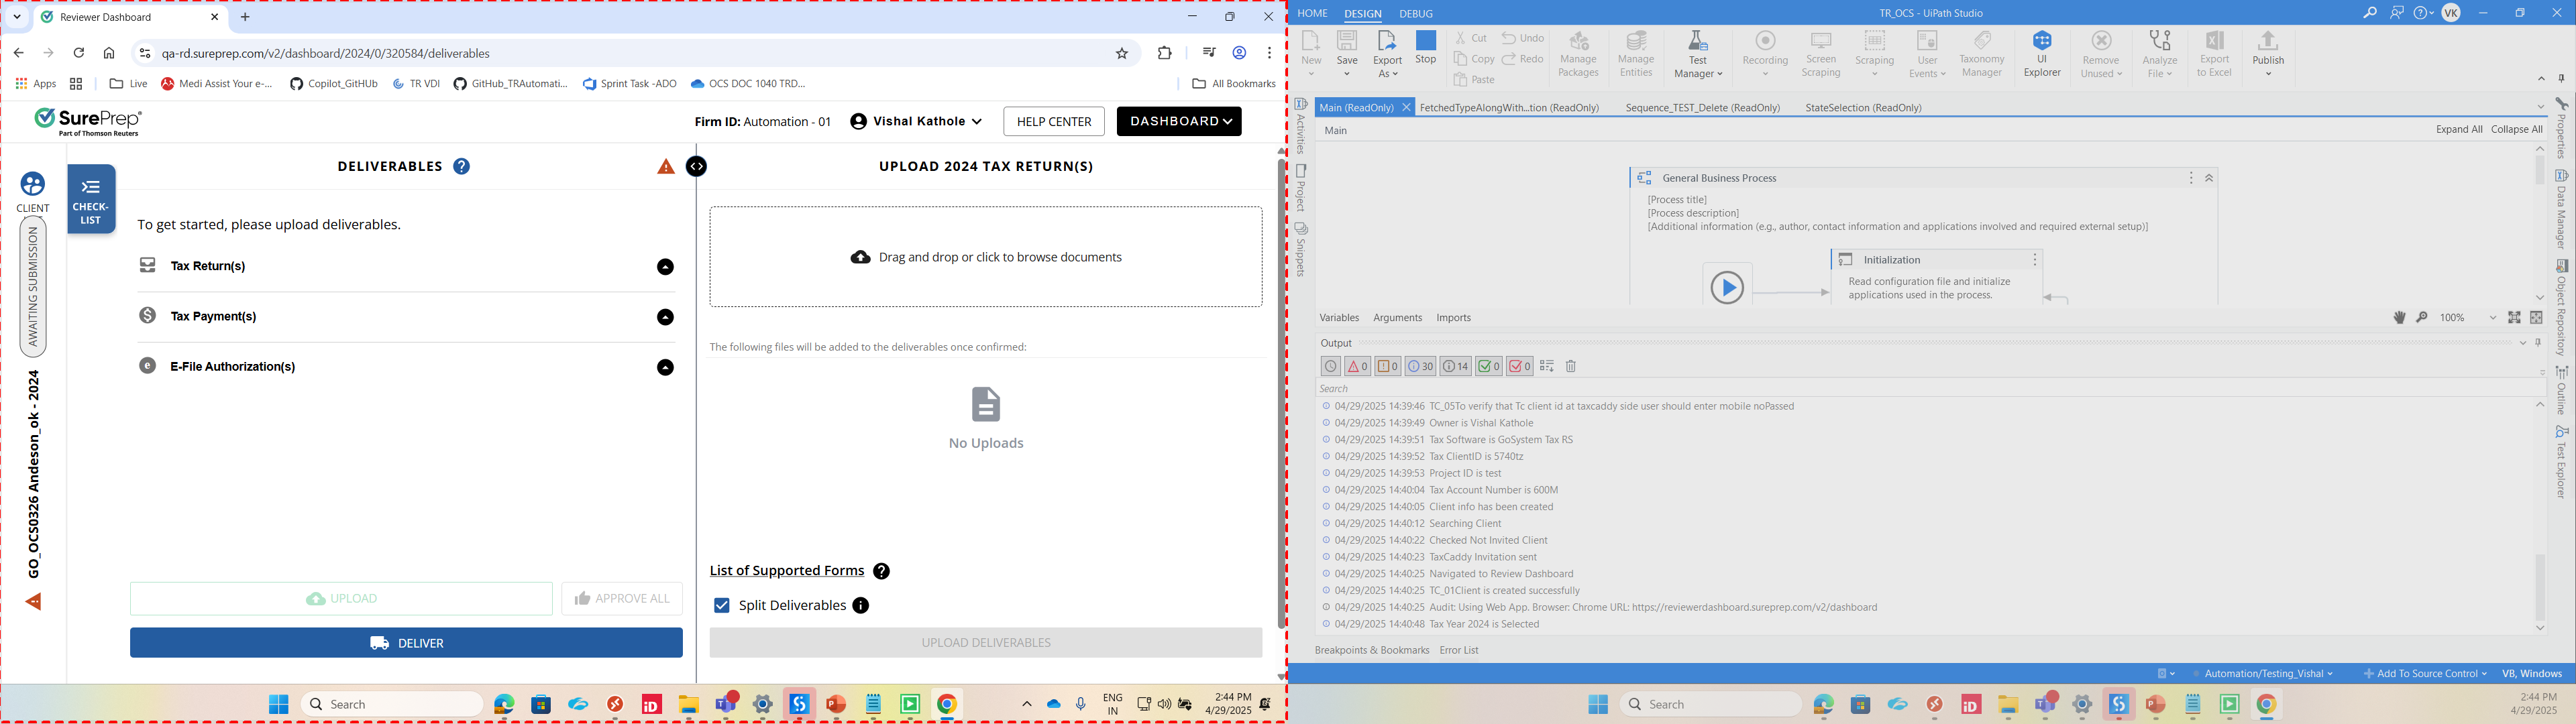 Reviewer Dashboard
qa-rd.sureprep.com/v2/dashboard/2024/0/320584/deliverables
Apps
Live
Medi Assist Your e-...
Copilot_GitHUb
TR VDI
GitHub_TRAutomati...
Sprint Task -ADO
OCS DOC 1040 TRD...
All Bookmarks
SurePrep
Part of Thomson Reuters
Firm ID: Automation - 01
Vishal Kathole
HELP CENTER
DASHBOARD
CLIENT
AWAITING SUBMISSION
GO_OCS0326 Andeson_ok - 2024
CHECK-
LIST
DELIVERABLES
To get started, please upload deliverables.
Tax Return(s)
Tax Payment(s)
E-File Authorization(s)
UPLOAD
APPROVE ALL
DELIVER
UPLOAD 2024 TAX RETURN(S)
Drag and drop or click to browse documents
The following files will be added to the deliverables once confirmed:
No Uploads
List of Supported Forms
Split Deliverables
UPLOAD DELIVERABLES
Search
ENG
IN
2:44 PM
4/29/2025
HOME
DESIGN
DEBUG
TR_OCS - UiPath Studio
VK
New
Save
Export
As
Stop
Cut
Copy
Paste
Undo
Redo
Manage
Packages
Manage
Entities
Test
Manager
Recording
Screen
Scraping
Scraping
User
Events
Taxonomy
Manager
UI
Explorer
Remove
Unused
Analyze
File
Export
to Excel
Publish
Main (ReadOnly)
FetchedTypeAlongWith...tion (ReadOnly)
Sequence_TEST_Delete (ReadOnly)
StateSelection (ReadOnly)
Main
Expand All
Collapse All
Activities
Project
Snippets
General Business Process
[Process title]
[Process description]
[Additional information (e.g., author, contact information and applications involved and required external setup)]
Initialization
Read configuration file and initialize
applications used in the process.
Variables
Arguments
Imports
100%
Output
0
0
30
14
0
0
Search
04/29/2025 14:39:46 TC_05To verify that Tc client id at taxcaddy side user should enter mobile noPassed
04/29/2025 14:39:49 Owner is Vishal Kathole
04/29/2025 14:39:51 Tax Software is GoSystem Tax RS
04/29/2025 14:39:52 Tax ClientID is 5740tz
04/29/2025 14:39:53 Project ID is test
04/29/2025 14:40:04 Tax Account Number is 600M
04/29/2025 14:40:05 Client info has been created
04/29/2025 14:40:12 Searching Client
04/29/2025 14:40:22 Checked Not Invited Client
04/29/2025 14:40:23 TaxCaddy Invitation sent
04/29/2025 14:40:25 Navigated to Review Dashboard
04/29/2025 14:40:25 TC_01Client is created successfully
04/29/2025 14:40:25 Audit: Using Web App. Browser: Chrome URL: https://reviewerdashboard.sureprep.com/v2/dashboard
04/29/2025 14:40:48 Tax Year 2024 is Selected
Breakpoints & Bookmarks
Error List
Properties
Data Manager
Object Repository
Outline
Test Explorer
Automation/Testing_Vishal
Add To Source Control
VB, Windows
Search
2:44 PM
4/29/2025